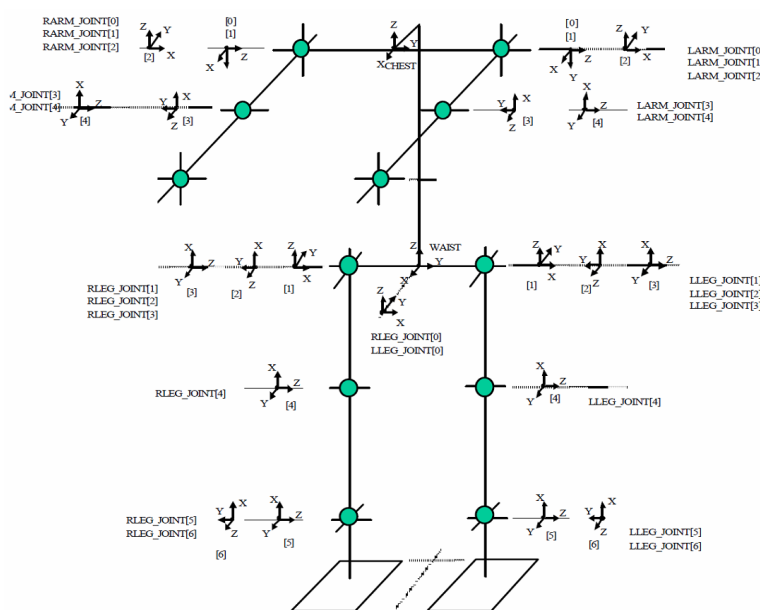 RARM_JOINT[0]
RARM_JOINT[1]
RARM_JOINT[2]
Z
Y
X
[2]
[0]
[1]
Z
X
Y
Z
Y
X
CHEST
[0]
[1]
Z
X
X
Y
Z
Y
X
[2]
LARM_JOINT[0
LARM_JOINT[1
LARM_JOINT[2
M_JOINT[3]
M_JOINT[4]
X
Z
Y
[4]
X
Y
Z
[3]
X
Y
Z
[3]
X
Z
Y
[4]
LARM_JOINT[3]
LARM_JOINT[4]
X
Z
Y
[3]
X
Y
Z
[2]
Z
Y
X
[1]
RLEG_JOINT[1]
RLEG_JOINT[2]
RLEG_JOINT[3]
Z
WAIST
Y
X
Z
Y
X
RLEG_JOINT[0]
LLEG_JOINT[0]
Z
Y
X
[1]
X
Y
Z
[2]
X
Z
Y
[3]
LLEG_JOINT[1]
LLEG_JOINT[2]
LLEG_JOINT[3]
RLEG_JOINT[4]
X
Z
Y
[4]
X
Z
Y
[4]
LLEG_JOINT[4]
RLEG_JOINT[5]
RLEG_JOINT[6]
X
Y
Z
[6]
X
Z
Y
[5]
X
Z
Y
[5]
X
Y
Z
[6]
LLEG_JOINT[5]
LLEG_JOINT[6]